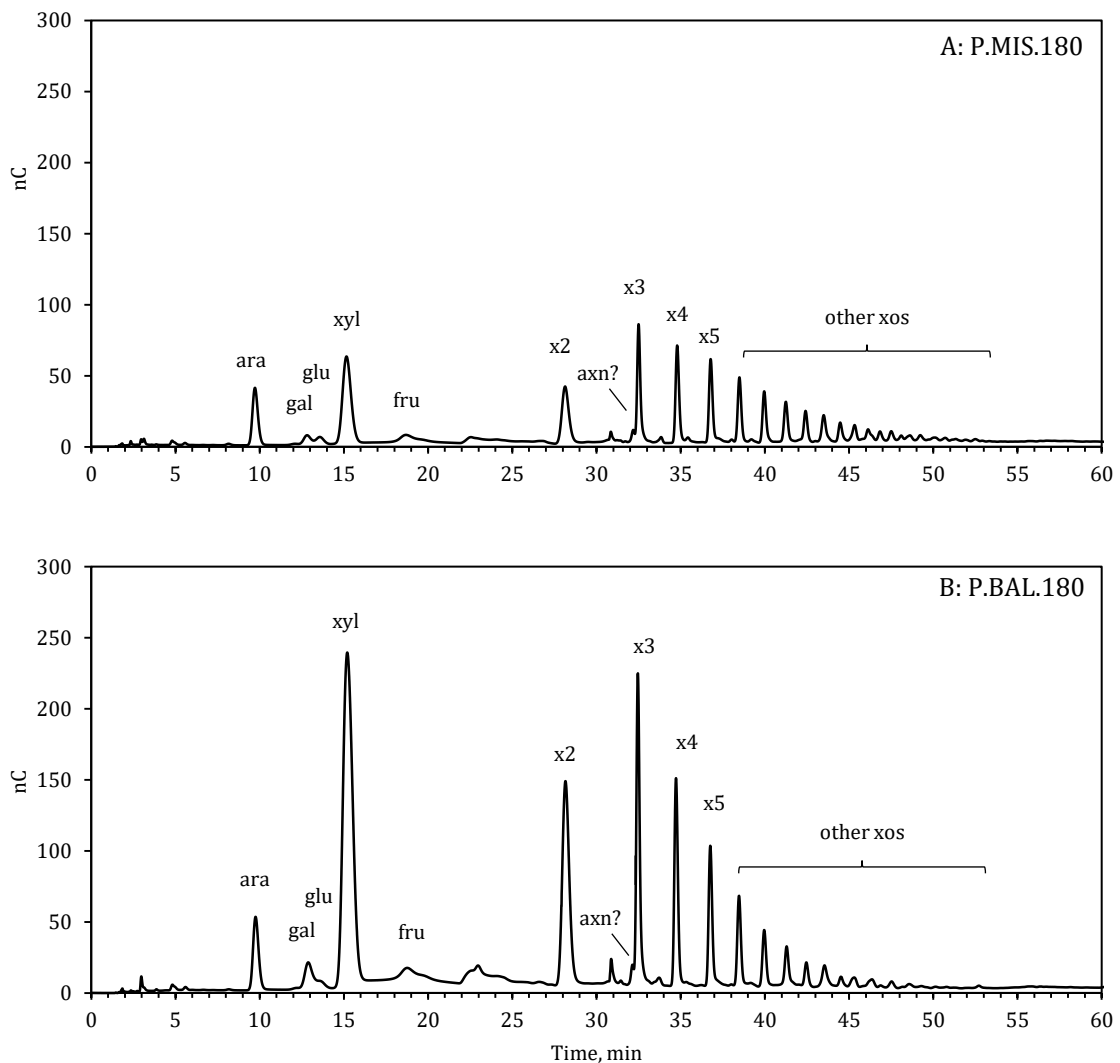 A: P.MIS.180
300
250
200
150
100
50
0
nC
ara
gal
glu
xyl
fru
x2
axn?
x3
x4
x5
other xos
0 5 10 15 20 25 30 35 40 45 50 55 60
B: P.BAL.180
300
250
200
150
100
50
0
nC
ara
gal
glu
xyl
fru
x2
axn?
x3
x4
x5
other xos
0 5 10 15 20 25 30 35 40 45 50 55 60
Time, min